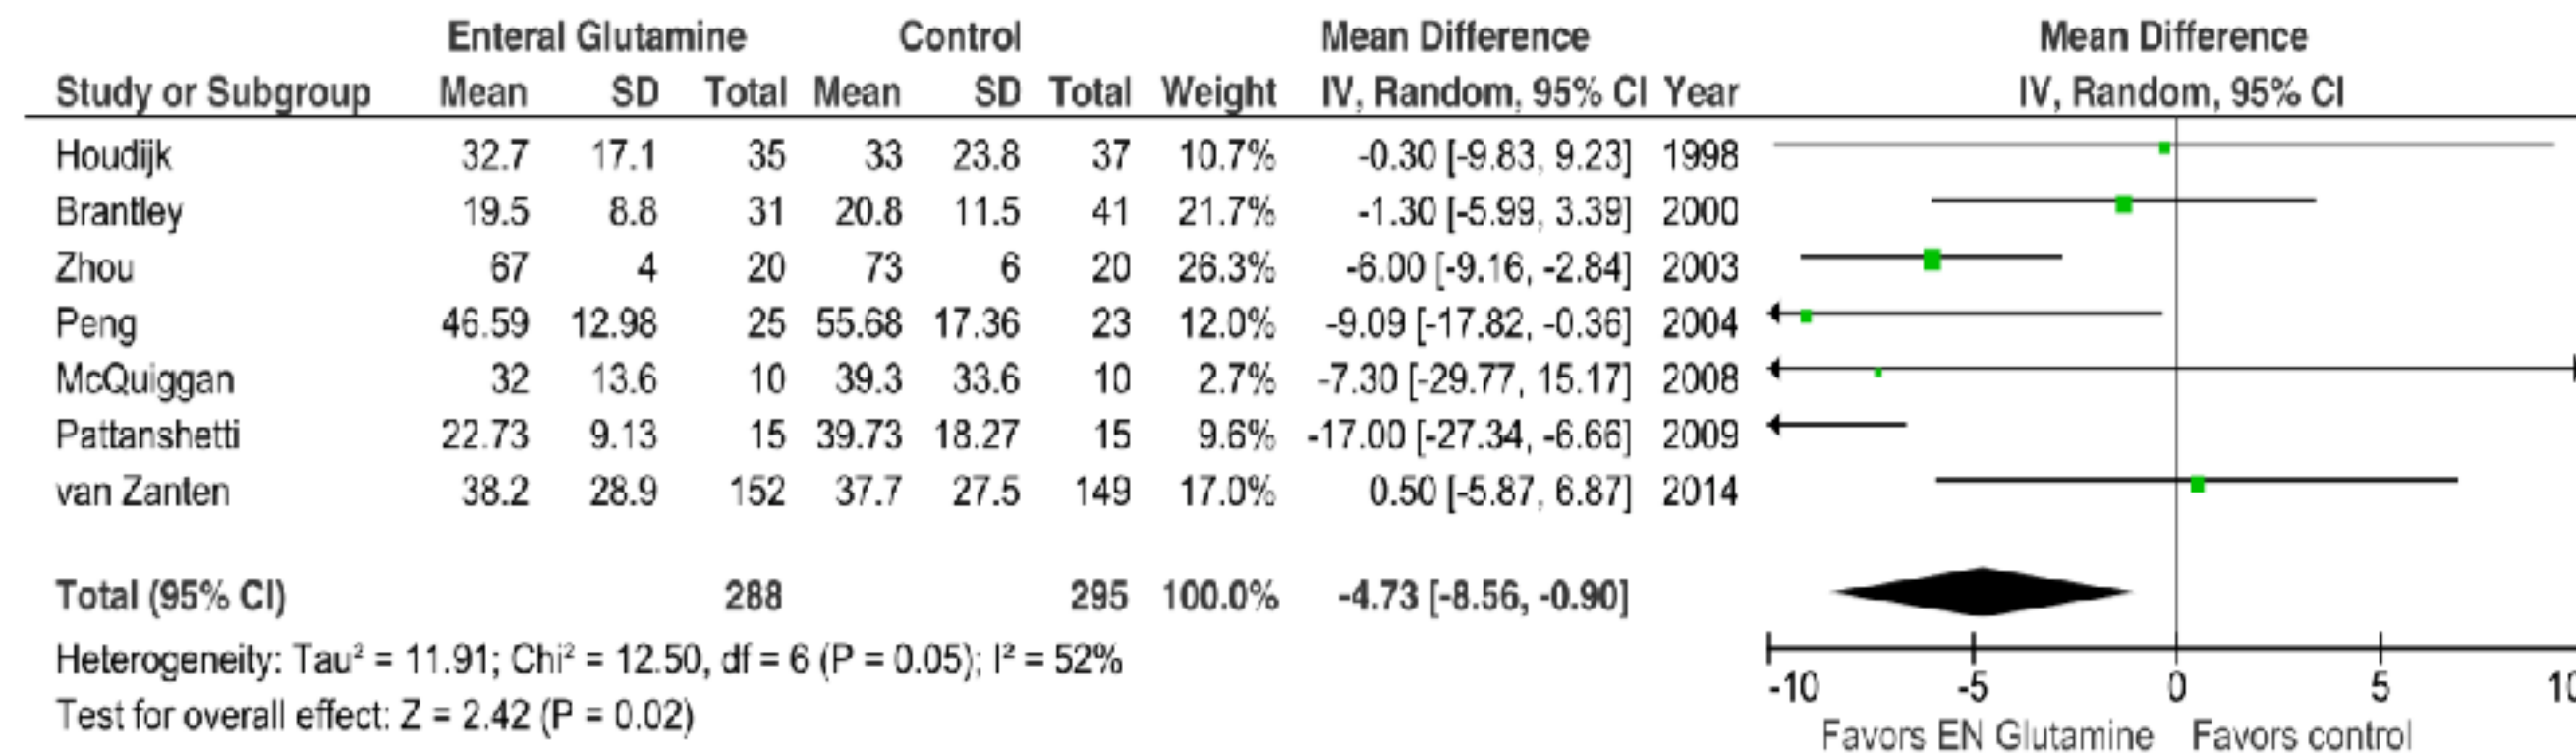 Enteral Glutamine Control Mean Difference Mean Difference
Study or Subgroup Mean SD Total Mean SD Total Weight IV, Random, 95% CI Year IV, Random, 95% CI
Houdijk 32.7 17.1 35 33 23.8 37 10.7% -0.30 [-9.83, 9.23] 1998
Brantley 19.5 8.8 31 20.8 11.5 41 21.7% -1.30 [-5.99, 3.39] 2000
Zhou 67 4 20 73 6 20 26.3% -6.00 [-9.16, -2.84] 2003
Peng 46.59 12.98 25 55.68 17.36 23 12.0% -9.09 [-17.82, -0.36] 2004
McQuiggan 32 13.6 10 39.3 33.6 10 2.7% -7.30 [-29.77, 15.17] 2008
Pattanshetti 22.73 9.13 15 39.73 18.27 15 9.6% -17.00 [-27.34, -6.66] 2009
van Zanten 38.2 28.9 152 37.7 27.5 149 17.0% 0.50 [-5.87, 6.87] 2014
Total (95% CI) 288 295 100.0% -4.73 [-8.56, -0.90]
Heterogeneity: Tau² = 11.91; Chi² = 12.50, df = 6 (P = 0.05); I² = 52%
Test for overall effect: Z = 2.42 (P = 0.02)
-10 -5 0 5 10
Favors EN Glutamine Favors control